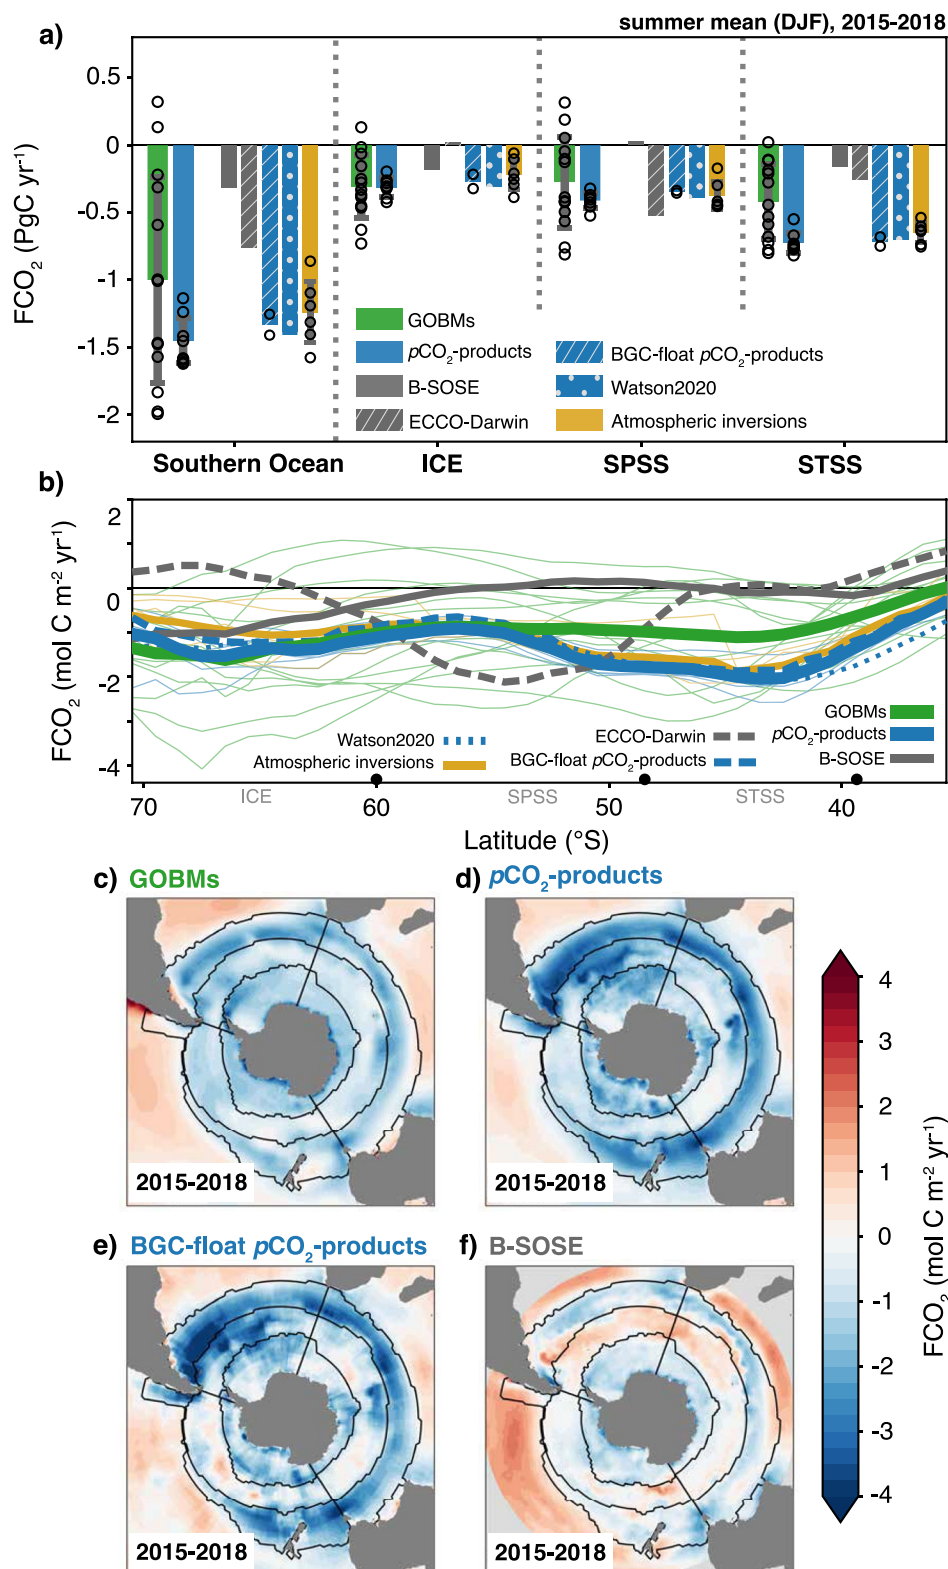 summer mean (DJF), 2015-2018
a)
0.5
0
-0.5
-1
-1.5
-2
FCO₂ (PgC yr⁻¹)
GOBMs
pCO₂-products
B-SOSE
ECCO-Darwin
BGC-float pCO₂-products
Watson2020
Atmospheric inversions
Southern Ocean ICE SPSS STSS
b)
2
0
-2
-4
FCO₂ (mol C m⁻² yr⁻¹)
Watson2020
Atmospheric inversions
ECCO-Darwin
BGC-float pCO₂-products
GOBMs
pCO₂-products
B-SOSE
ICE SPSS STSS
70 60 50 40
Latitude (°S)
c) GOBMs
2015-2018
d) pCO₂-products
2015-2018
e) BGC-float pCO₂-products
2015-2018
f) B-SOSE
2015-2018
4
3
2
1
0
-1
-2
-3
-4
FCO₂ (mol C m⁻² yr⁻¹)